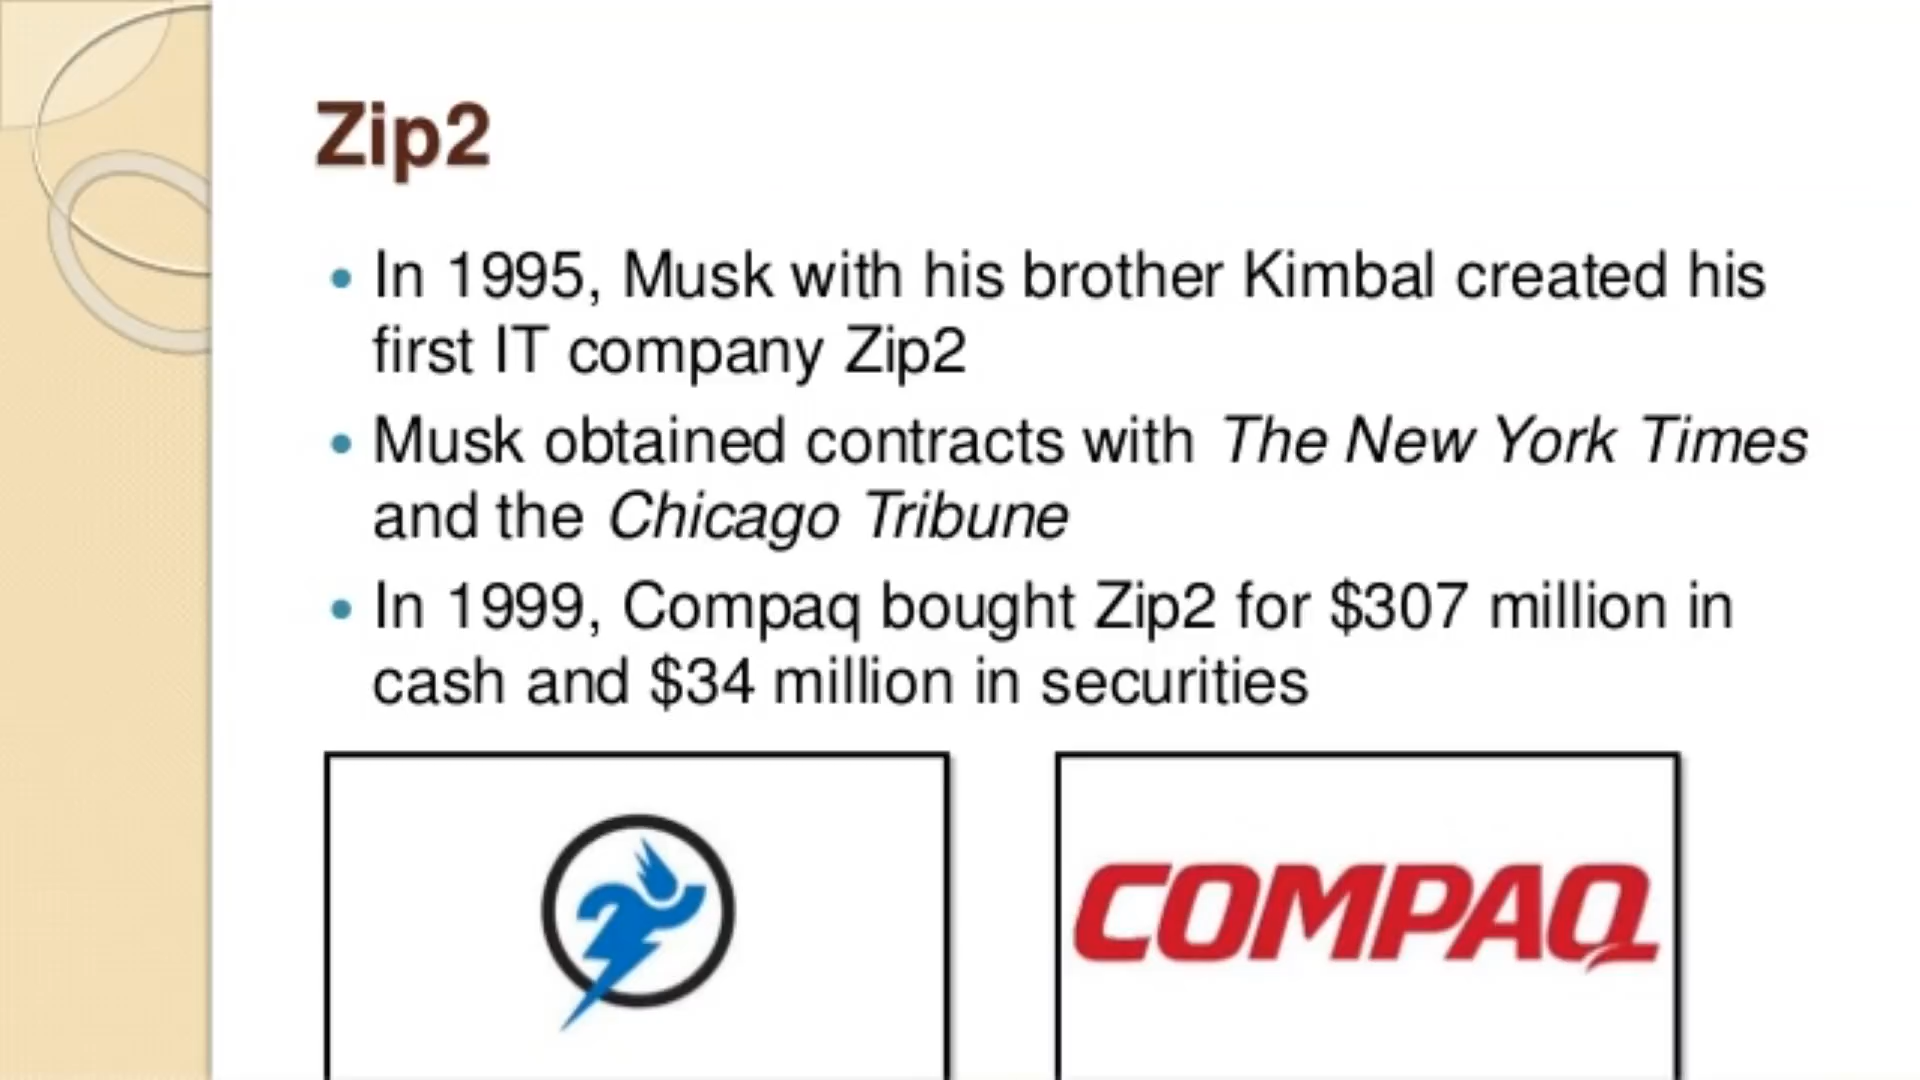 Zip2
• In 1995, Musk with his brother Kimbal created his
first IT company Zip2
• Musk obtained contracts with The New York Times
and the Chicago Tribune
• In 1999, Compaq bought Zip2 for $307 million in
cash and $34 million in securities
COMPAQ